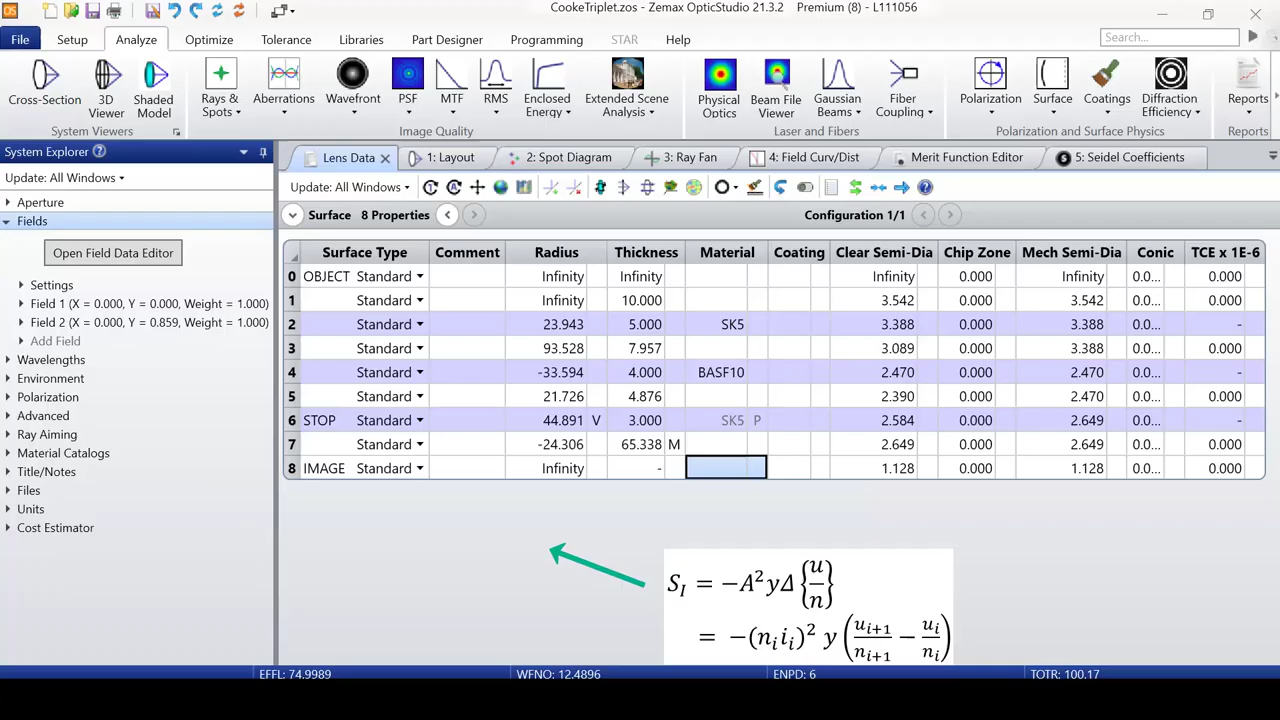 OS
CookeTriplet.zos - Zemax OpticStudio 21.3.2 Premium (8) - L111056
File Setup Analyze Optimize Tolerance Libraries Part Designer Programming STAR Help Search...
Cross-Section 3D Viewer Shaded Model Rays & Spots Aberrations Wavefront PSF MTF RMS Enclosed Energy Extended Scene Analysis Physical Optics Beam File Viewer Gaussian Beams Fiber Coupling Polarization Surface Coatings Diffraction Efficiency Reports
System Viewers Image Quality Laser and Fibers Polarization and Surface Physics Reports
System Explorer ?
Update: All Windows
Aperture
Fields
Open Field Data Editor
Settings
Field 1 (X = 0.000, Y = 0.000, Weight = 1.000)
Field 2 (X = 0.000, Y = 0.859, Weight = 1.000)
Add Field
Wavelengths
Environment
Polarization
Advanced
Ray Aiming
Material Catalogs
Title/Notes
Files
Units
Cost Estimator
Lens Data 1: Layout 2: Spot Diagram 3: Ray Fan 4: Field Curv/Dist Merit Function Editor 5: Seidel Coefficients
Update: All Windows
Surface 8 Properties Configuration 1/1
Surface Type Comment Radius Thickness Material Coating Clear Semi-Dia Chip Zone Mech Semi-Dia Conic TCE x 1E-6
0 OBJECT Standard Infinity Infinity Infinity 0.000 Infinity 0.0... 0.000
1 Standard Infinity 10.000 3.542 0.000 3.542 0.0... 0.000
2 Standard 23.943 5.000 SK5 3.388 0.000 3.388 0.0... -
3 Standard 93.528 7.957 3.089 0.000 3.388 0.0... 0.000
4 Standard -33.594 4.000 BASF10 2.470 0.000 2.470 0.0... -
5 Standard 21.726 4.876 2.390 0.000 2.470 0.0... 0.000
6 STOP Standard 44.891 V 3.000 SK5 P 2.584 0.000 2.649 0.0... -
7 Standard -24.306 65.338 M 2.649 0.000 2.649 0.0... 0.000
8 IMAGE Standard Infinity - 1.128 0.000 1.128 0.0... 0.000
S_I = -A²yΔ{u/n}
= -(n_i i_i)² y (u_{i+1}/n_{i+1} - u_i/n_i)
EFFL: 74.9989 WFNO: 12.4896 ENPD: 6 TOTR: 100.17